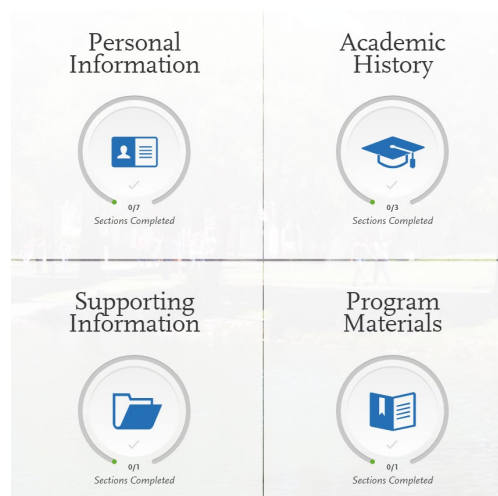 Personal
Information
0/7
Sections Completed
Academic
History
0/3
Sections Completed
Supporting
Information
0/1
Sections Completed
Program
Materials
0/1
Sections Completed